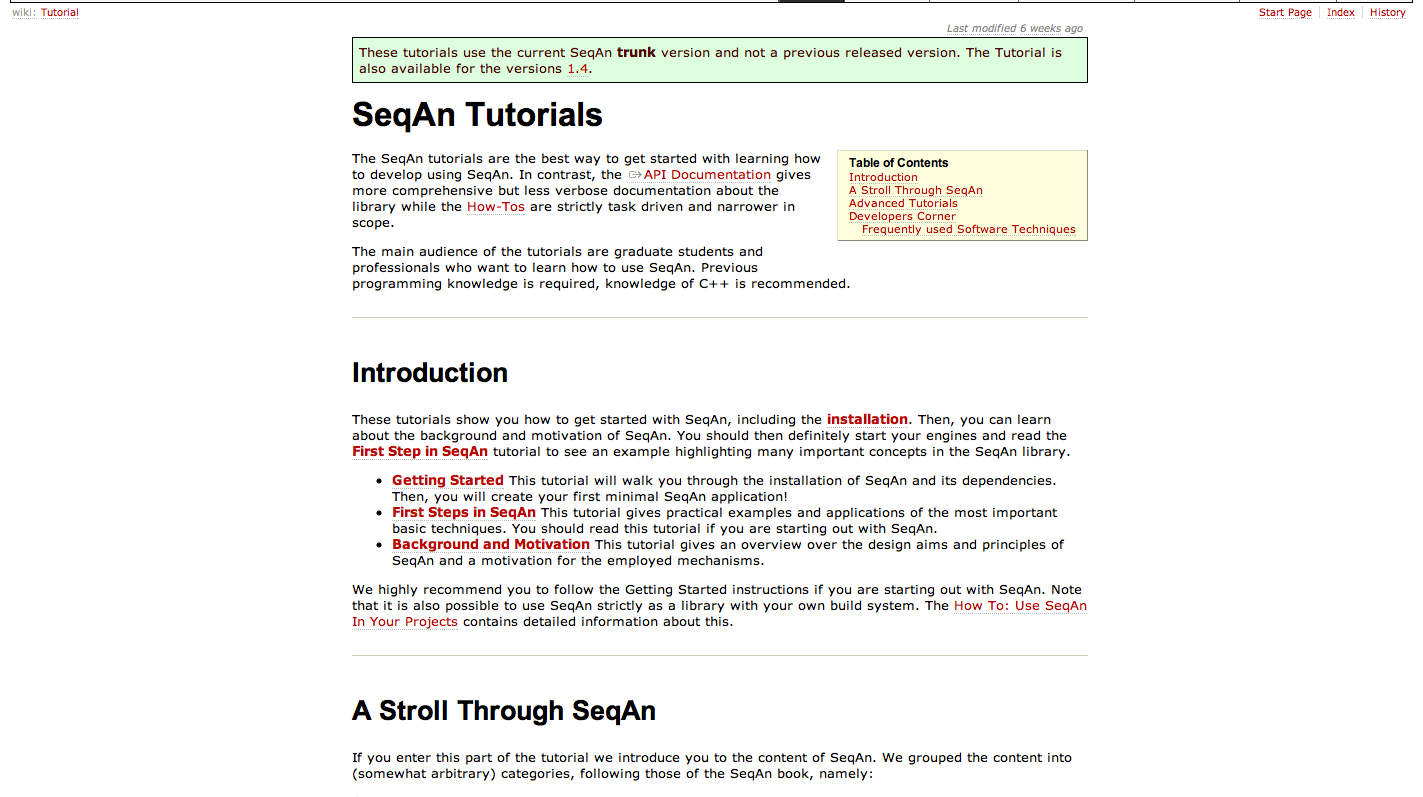 wiki: Tutorial
Start Page | Index | History
Last modified 6 weeks ago
These tutorials use the current SeqAn trunk version and not a previous released version. The Tutorial is
also available for the versions 1.4.
SeqAn Tutorials
The SeqAn tutorials are the best way to get started with learning how
to develop using SeqAn. In contrast, the API Documentation gives
more comprehensive but less verbose documentation about the
library while the How-Tos are strictly task driven and narrower in
scope.
Table of Contents
Introduction
A Stroll Through SeqAn
Advanced Tutorials
Developers Corner
Frequently used Software Techniques
The main audience of the tutorials are graduate students and
professionals who want to learn how to use SeqAn. Previous
programming knowledge is required, knowledge of C++ is recommended.
Introduction
These tutorials show you how to get started with SeqAn, including the installation. Then, you can learn
about the background and motivation of SeqAn. You should then definitely start your engines and read the
First Step in SeqAn tutorial to see an example highlighting many important concepts in the SeqAn library.
• Getting Started This tutorial will walk you through the installation of SeqAn and its dependencies.
Then, you will create your first minimal SeqAn application!
• First Steps in SeqAn This tutorial gives practical examples and applications of the most important
basic techniques. You should read this tutorial if you are starting out with SeqAn.
• Background and Motivation This tutorial gives an overview over the design aims and principles of
SeqAn and a motivation for the employed mechanisms.
We highly recommend you to follow the Getting Started instructions if you are starting out with SeqAn. Note
that it is also possible to use SeqAn strictly as a library with your own build system. The How To: Use SeqAn
In Your Projects contains detailed information about this.
A Stroll Through SeqAn
If you enter this part of the tutorial we introduce you to the content of SeqAn. We grouped the content into
(somewhat arbitrary) categories, following those of the SeqAn book, namely: